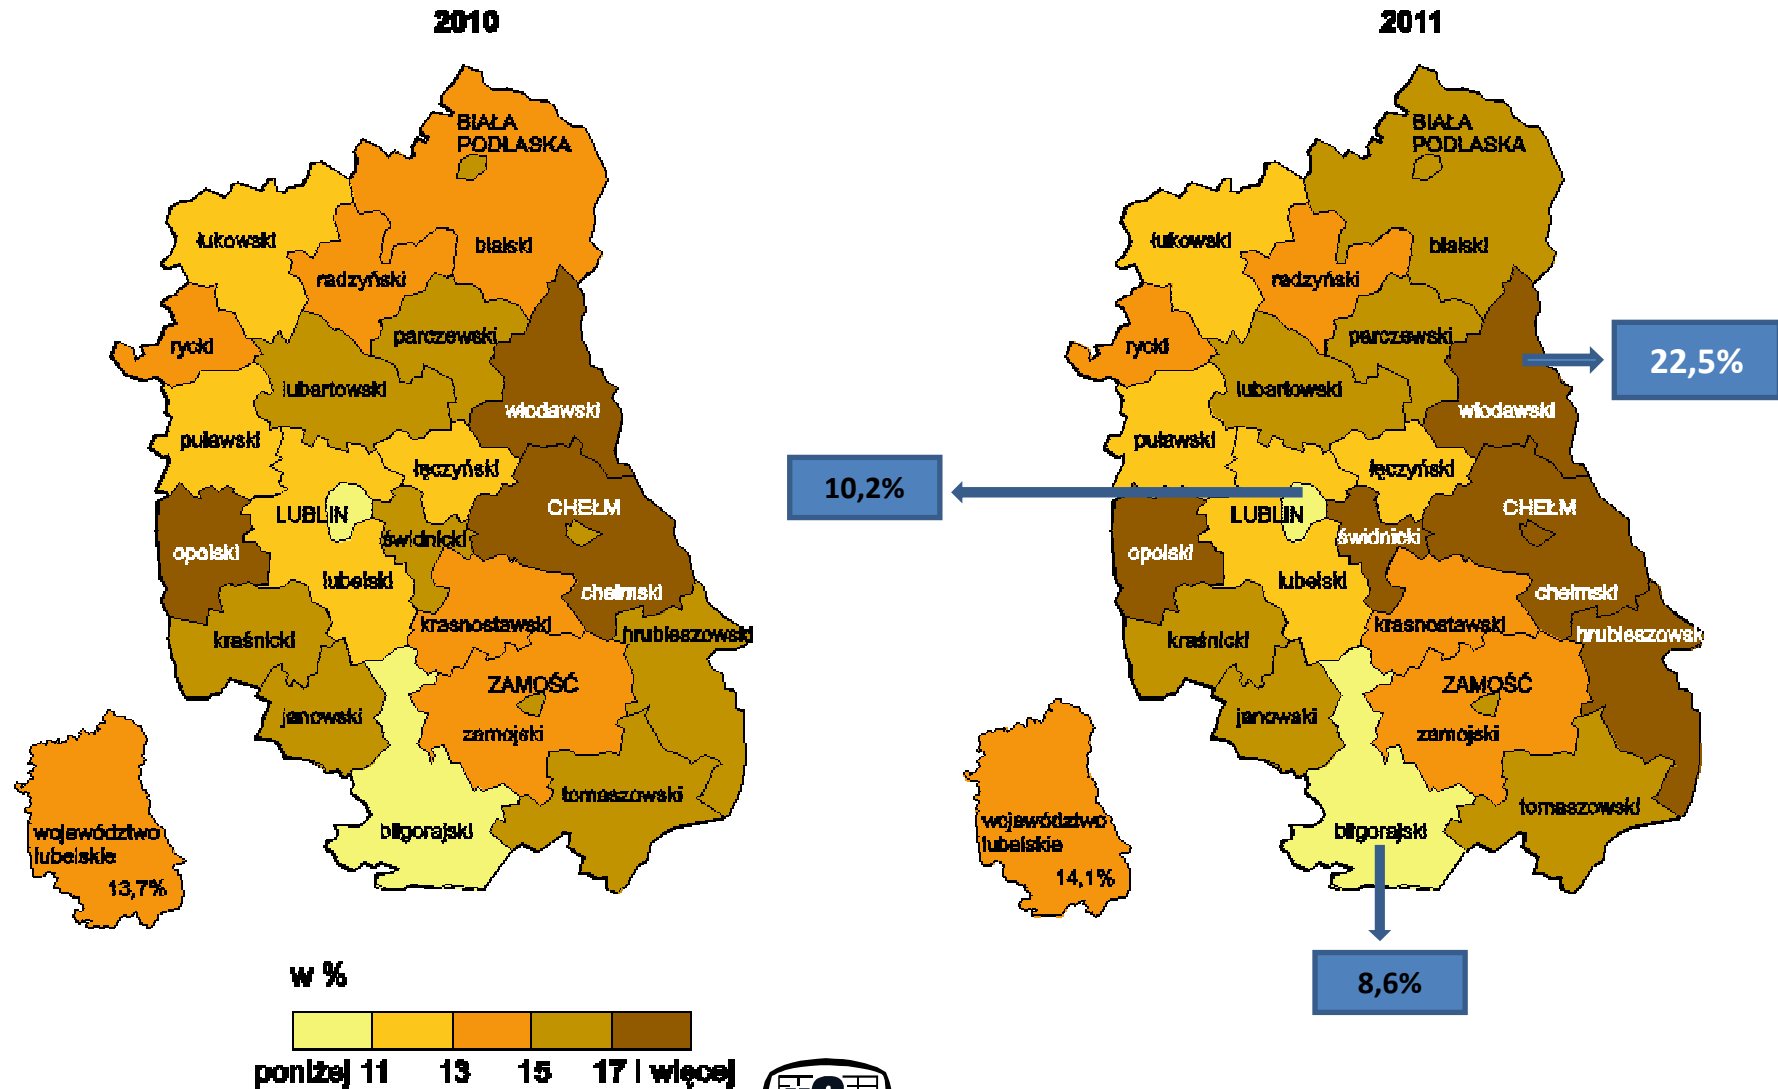 2010
BIAŁA
PODLASKA
łukowski
bialski
radzyński
rycki
parczewski
lubartowski
włodawski
puławski
łęczyński
CHEŁM
LUBLIN
świdnicki
opolski
lubelski
chełmski
krasnostawski
hrubieszowski
kraśnicki
ZAMOŚĆ
janowski
zamojski
tomaszowski
biłgorajski
województwo
lubelskie
13,7%
2011
BIAŁA
PODLASKA
łukowski
bialski
radzyński
rycki
parczewski
22,5%
lubartowski
włodawski
puławski
łęczyński
10,2%
CHEŁM
LUBLIN
świdnicki
opolski
lubelski
chełmski
krasnostawski
hrubieszowsk
kraśnicki
ZAMOŚĆ
janowski
zamojski
tomaszowski
biłgorajski
województwo
lubelskie
14,1%
8,6%
w %
poniżej 11 13 15 17 i więcej